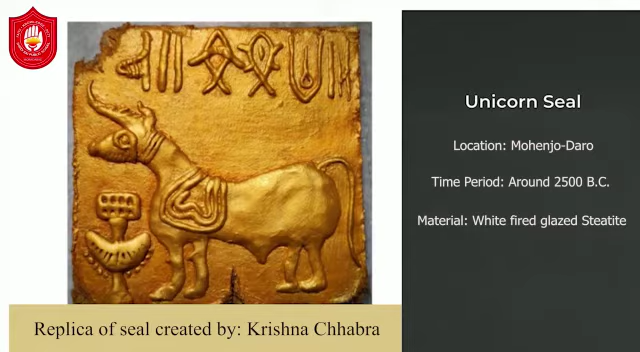 Unicorn Seal
Location: Mohenjo-Daro
Time Period: Around 2500 B.C.
Material: White fired glazed Steatite
Replica of seal created by: Krishna Chhabra